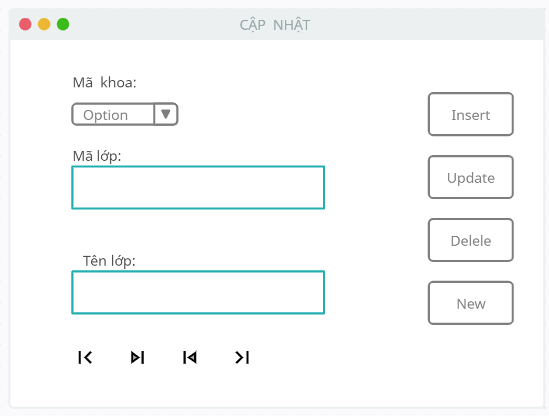 CẬP NHẬT
Mã khoa:
Option
Mã lớp:
Tên lớp:
Insert
Update
Delele
New